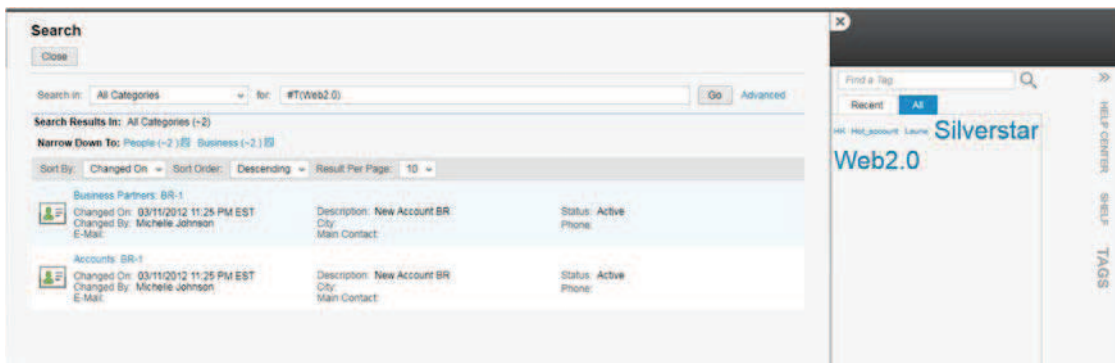 Search
Close
Search in: All Categories for: #T(Web2.0) Go Advanced
Search Results In: All Categories (~2)
Narrow Down To: People (~2) Business (~2)
Sort By: Changed On Sort Order: Descending Result Per Page: 10
Business Partners: BR-1
Changed On: 03/11/2012 11:25 PM EST Description: New Account BR Status: Active
Changed By: Michelle Johnson City: Phone:
E-Mail: Main Contact:
Accounts: BR-1
Changed On: 03/11/2012 11:25 PM EST Description: New Account BR Status: Active
Changed By: Michelle Johnson City: Phone:
E-Mail: Main Contact:
Find a Tag
Recent All
Hot_account Silverstar
Web2.0
HELP CENTER
SHELF
TAGS